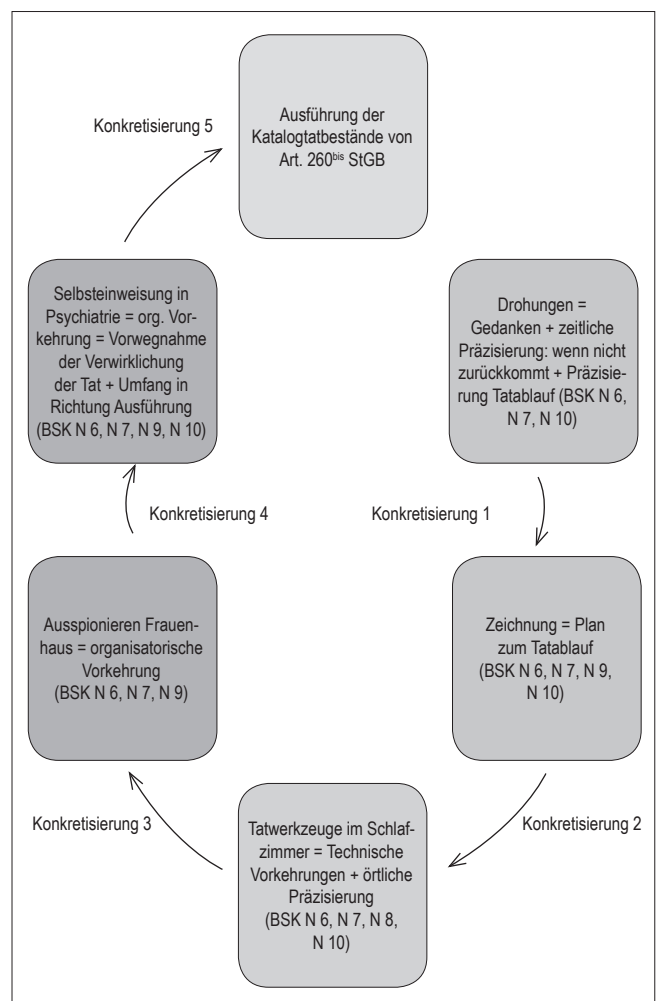 Ausführung der
Katalogtatbestände von
Art. 260bis StGB
Drohungen =
Gedanken + zeitliche
Präzisierung: wenn nicht
zurückkommt + Präzisie-
rung Tatablauf (BSK N 6,
N 7, N 10)
Konkretisierung 1
Zeichnung = Plan
zum Tatablauf
(BSK N 6, N 7, N 9,
N 10)
Konkretisierung 2
Tatwerkzeuge im Schlaf-
zimmer = Technische
Vorkehrungen + örtliche
Präzisierung
(BSK N 6, N 7, N 8,
N 10)
Konkretisierung 3
Ausspionieren Frauen-
haus = organisatorische
Vorkehrung
(BSK N 6, N 7, N 9)
Konkretisierung 4
Selbsteinweisung in
Psychiatrie = org. Vor-
kehrung = Vorwegnahme
der Verwirklichung
der Tat + Umfang in
Richtung Ausführung
(BSK N 6, N 7, N 9, N 10)
Konkretisierung 5